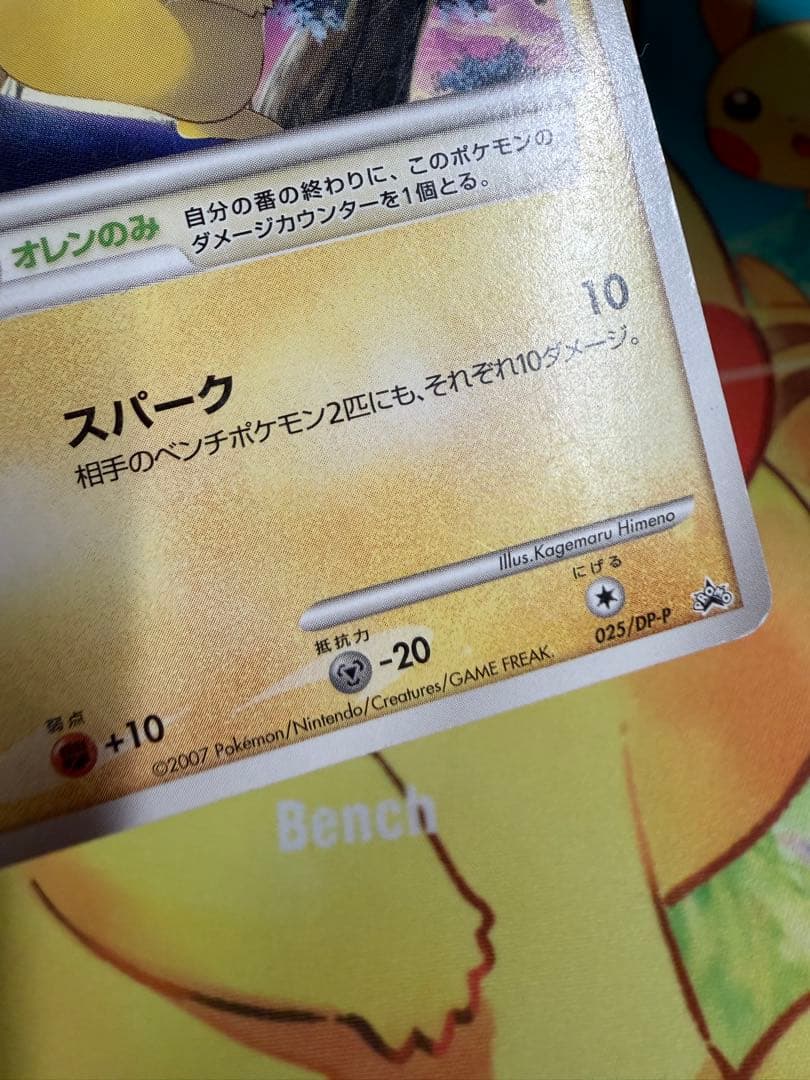 オレンのみ
自分の番の終わりに、このポケモンの
ダメージカウンターを1個とる。
スパーク
10
相手のベンチポケモン2匹にも、それぞれ10ダメージ。
Illus.Kagemaru Himeno
弱点
+10
抵抗力
-20
にげる
025/DP-P
PROMO
©2007 Pokémon/Nintendo/Creatures/GAME FREAK.
Bench